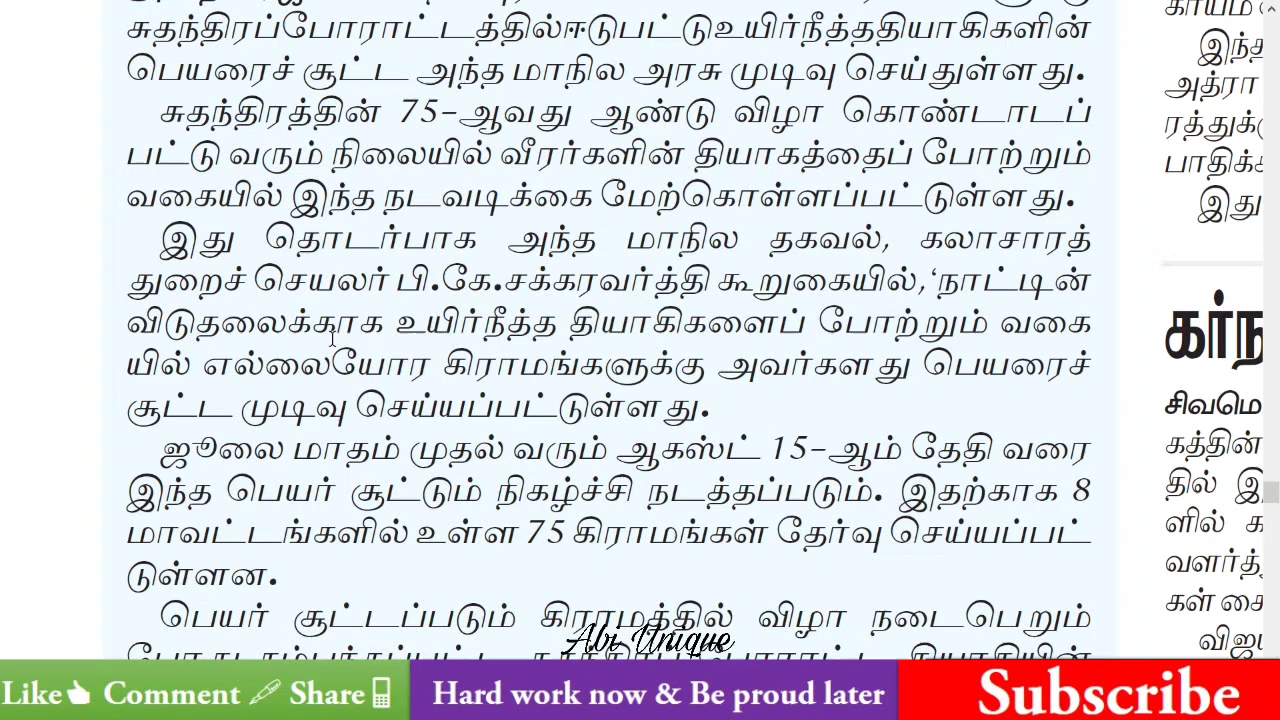 சுதந்திரப்போராட்டத்தில்ஈடுபட்டுஉயிர்நீத்ததியாகிகளின்
பெயரைச் சூட்ட அந்த மாநில அரசு முடிவு செய்துள்ளது.
சுதந்திரத்தின் 75-ஆவது ஆண்டு விழா கொண்டாடப்
பட்டு வரும் நிலையில் வீரர்களின் தியாகத்தைப் போற்றும்
வகையில் இந்த நடவடிக்கை மேற்கொள்ளப்பட்டுள்ளது.
இது தொடர்பாக அந்த மாநில தகவல், கலாசாரத்
துறைச் செயலர் பி.கே.சக்கரவர்த்தி கூறுகையில்,‘நாட்டின்
விடுதலைக்காக உயிர்நீத்த தியாகிகளைப் போற்றும் வகை
யில் எல்லையோர கிராமங்களுக்கு அவர்களது பெயரைச்
சூட்ட முடிவு செய்யப்பட்டுள்ளது.
ஜூலை மாதம் முதல் வரும் ஆகஸ்ட் 15-ஆம் தேதி வரை
இந்த பெயர் சூட்டும் நிகழ்ச்சி நடத்தப்படும். இதற்காக 8
மாவட்டங்களில் உள்ள 75 கிராமங்கள் தேர்வு செய்யப்பட்
டுள்ளன.
பெயர் சூட்டப்படும் கிராமத்தில் விழா நடைபெறும்
காயம்
இந்த
அத்ரா
ரத்துக்கு
பாதிக்க
இது
கர்ந
சிவமெ
கத்தின்
தில் இ
ளில் க
வளர்த்
கள் கை
விஜய
Abi Unique
Like Comment Share
Hard work now & Be proud later
Subscribe